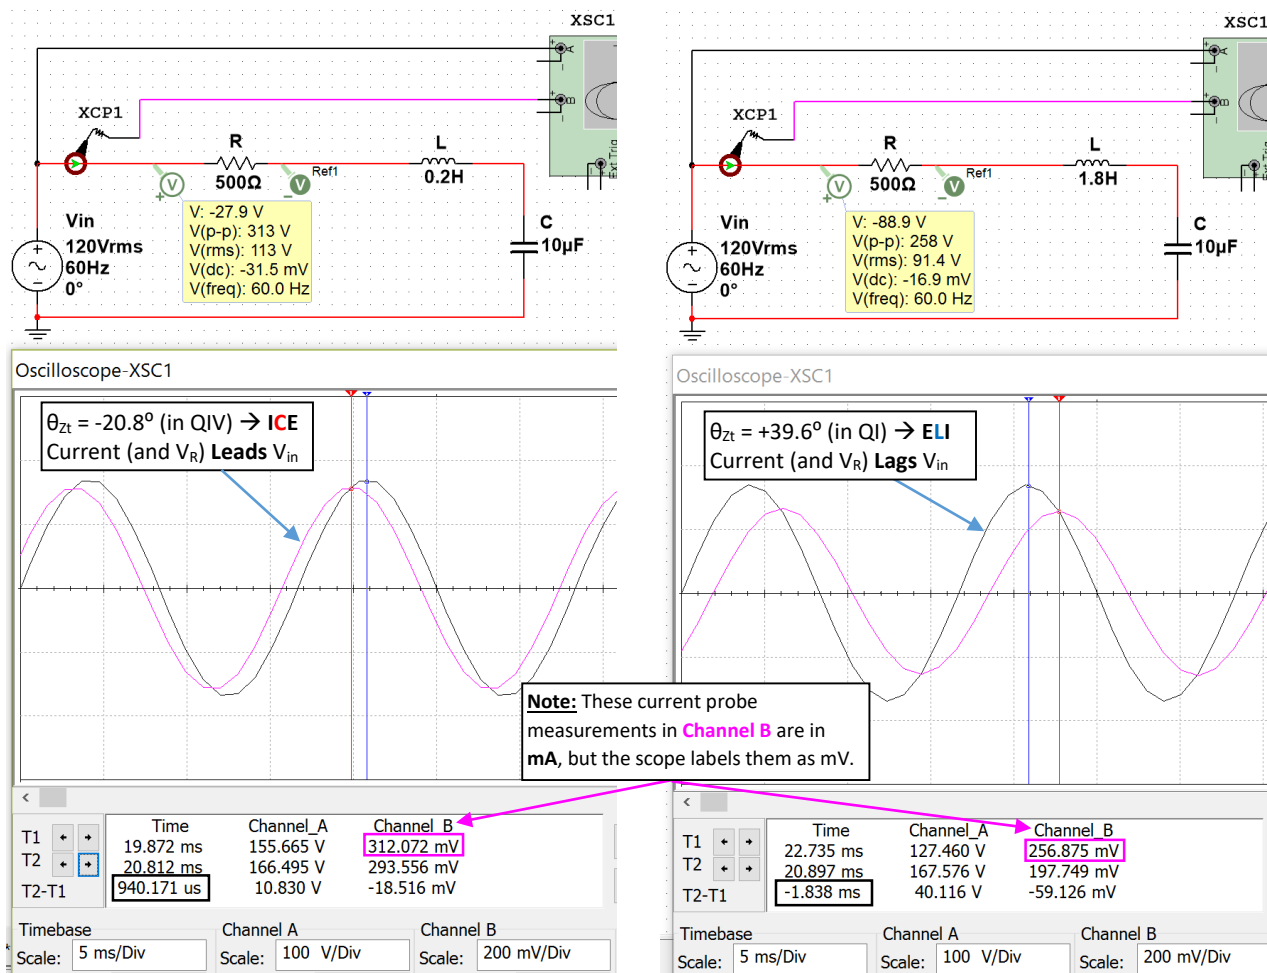 XSC1
A
B
Ext Trig
XCP1
R
500Ω
L
0.2H
Ref1
V
V
Vin
120Vrms
60Hz
0°
C
10µF
V: -27.9 V
V(p-p): 313 V
V(rms): 113 V
V(dc): -31.5 mV
V(freq): 60.0 Hz
XSC1
A
B
Ext Trig
XCP1
R
500Ω
L
1.8H
Ref1
V
V
Vin
120Vrms
60Hz
0°
C
10µF
V: -88.9 V
V(p-p): 258 V
V(rms): 91.4 V
V(dc): -16.9 mV
V(freq): 60.0 Hz
Oscilloscope-XSC1
θZt = -20.8º (in QIV) → ICE
Current (and VR) Leads Vin
Oscilloscope-XSC1
θZt = +39.6º (in QI) → ELI
Current (and VR) Lags Vin
Note: These current probe
measurements in Channel B are in
mA, but the scope labels them as mV.
Time Channel_A Channel_B
T1 19.872 ms 155.665 V 312.072 mV
T2 20.812 ms 166.495 V 293.556 mV
T2-T1 940.171 us 10.830 V -18.516 mV
Timebase Channel A Channel B
Scale: 5 ms/Div Scale: 100 V/Div Scale: 200 mV/Div
Time Channel_A Channel_B
T1 22.735 ms 127.460 V 256.875 mV
T2 20.897 ms 167.576 V 197.749 mV
T2-T1 -1.838 ms 40.116 V -59.126 mV
Timebase Channel A Channel B
Scale: 5 ms/Div Scale: 100 V/Div Scale: 200 mV/Div